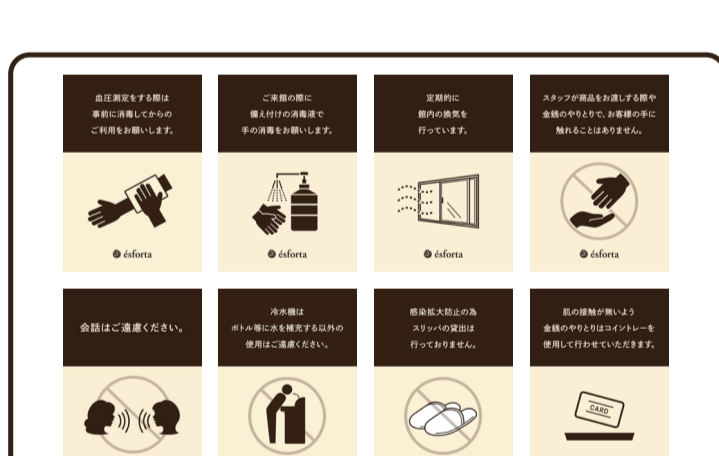 血圧測定をする際は
事前に消毒してからの
ご利用をお願いします。
ésforta
ご来館の際に
備え付けの消毒液で
手の消毒をお願いします。
ésforta
定期的に
館内の換気を
行っています。
ésforta
スタッフが商品をお渡しする際や
金銭のやりとりで、お客様の手に
触れることはありません。
ésforta
会話はご遠慮ください。
冷水機は
ボトル等に水を補充する以外の
使用はご遠慮ください。
感染拡大防止の為
スリッパの貸出は
行っておりません。
肌の接触が無いよう
金銭のやりとりはコイントレーを
使用して行わせていただきます。
CARD